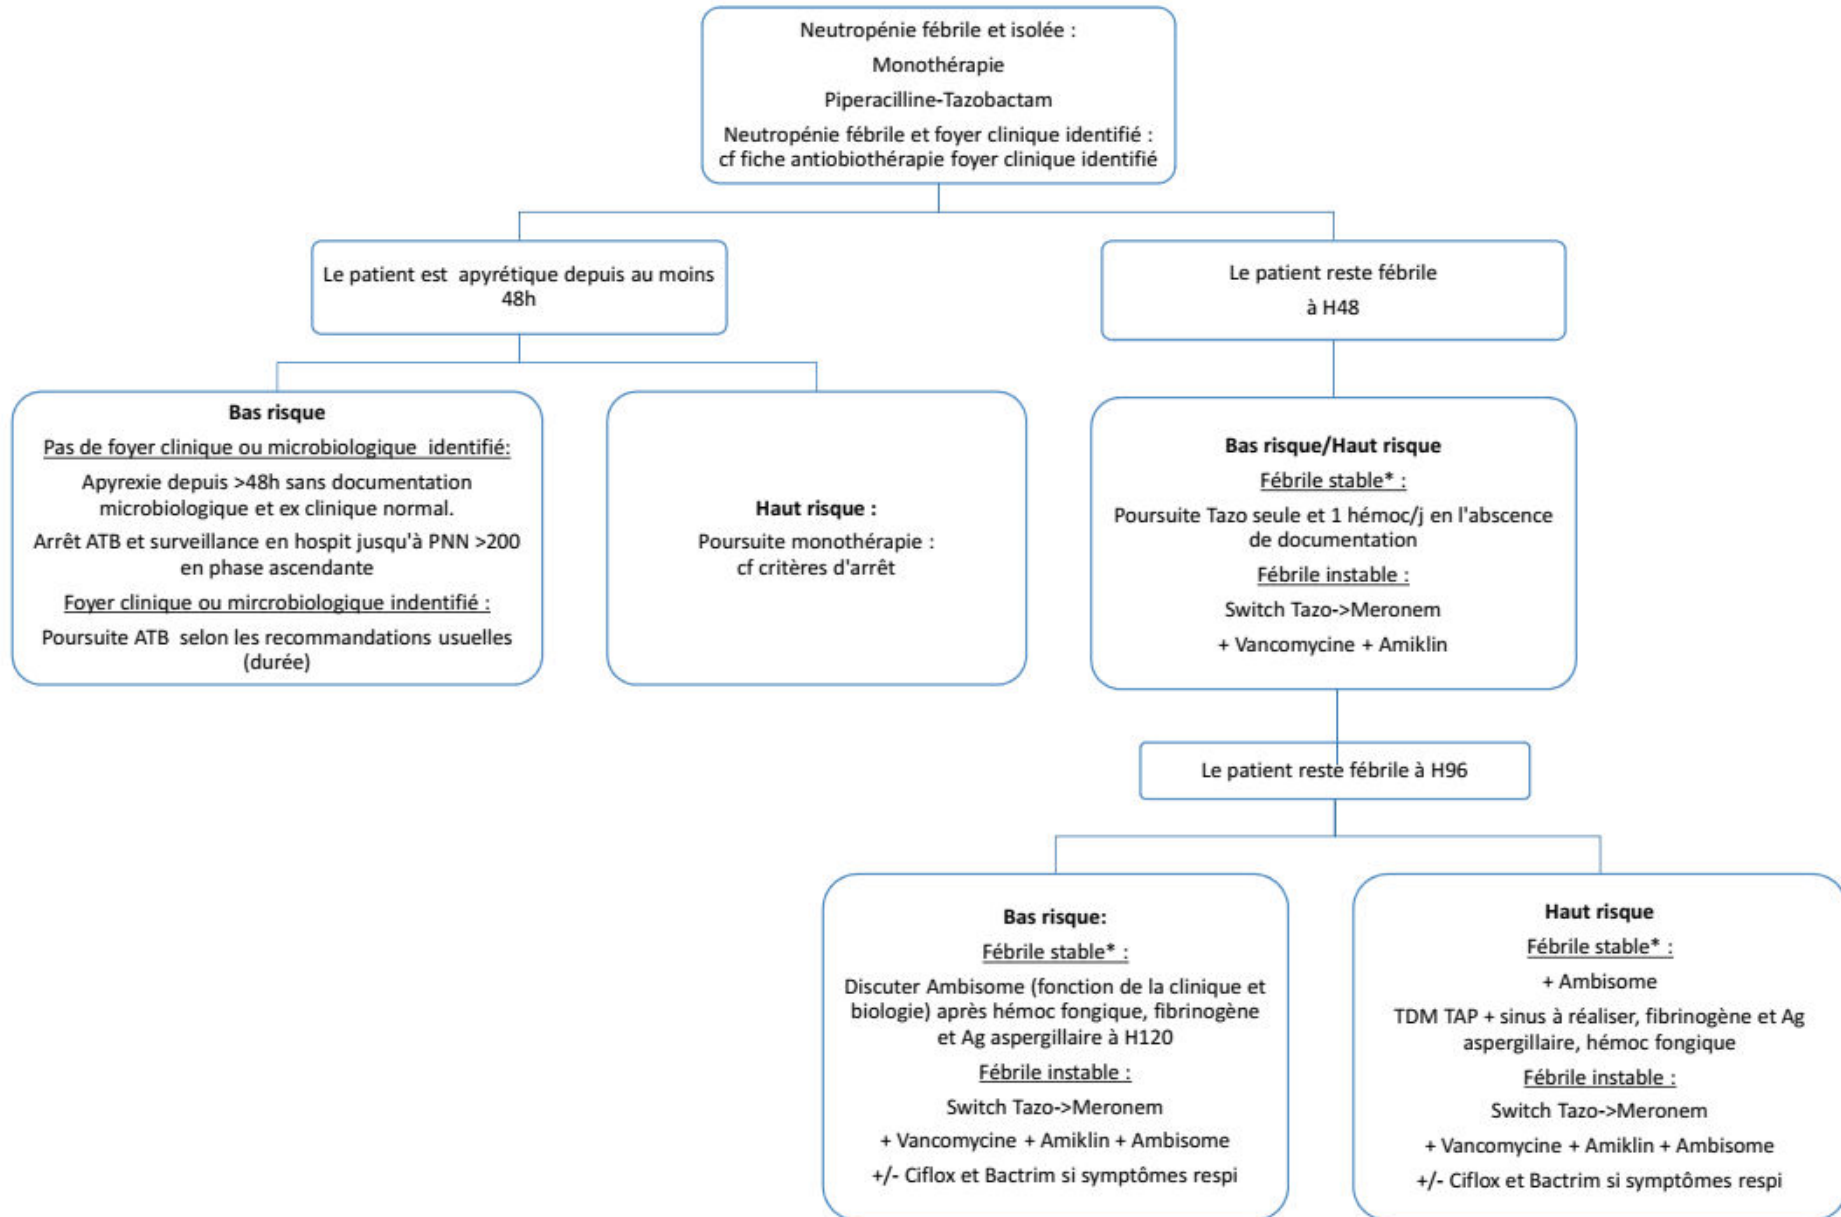 Neutropénie fébrile et isolée :
Monothérapie
Piperacilline-Tazobactam
Neutropénie fébrile et foyer clinique identifié :
cf fiche antiobiothérapie foyer clinique identifié
Le patient est apyrétique depuis au moins
48h
Le patient reste fébrile
à H48
Bas risque
Pas de foyer clinique ou microbiologique identifié:
Apyrexie depuis >48h sans documentation
microbiologique et ex clinique normal.
Arrêt ATB et surveillance en hospit jusqu'à PNN >200
en phase ascendante
Foyer clinique ou mircrobiologique indentifié :
Poursuite ATB selon les recommandations usuelles
(durée)
Haut risque :
Poursuite monothérapie :
cf critères d'arrêt
Bas risque/Haut risque
Fébrile stable* :
Poursuite Tazo seule et 1 hémoc/j en l'abscence
de documentation
Fébrile instable :
Switch Tazo->Meronem
+ Vancomycine + Amiklin
Le patient reste fébrile à H96
Bas risque:
Fébrile stable* :
Discuter Ambisome (fonction de la clinique et
biologie) après hémoc fongique, fibrinogène
et Ag aspergillaire à H120
Fébrile instable :
Switch Tazo->Meronem
+ Vancomycine + Amiklin + Ambisome
+/- Ciflox et Bactrim si symptômes respi
Haut risque
Fébrile stable* :
+ Ambisome
TDM TAP + sinus à réaliser, fibrinogène et Ag
aspergillaire, hémoc fongique
Fébrile instable :
Switch Tazo->Meronem
+ Vancomycine + Amiklin + Ambisome
+/- Ciflox et Bactrim si symptômes respi